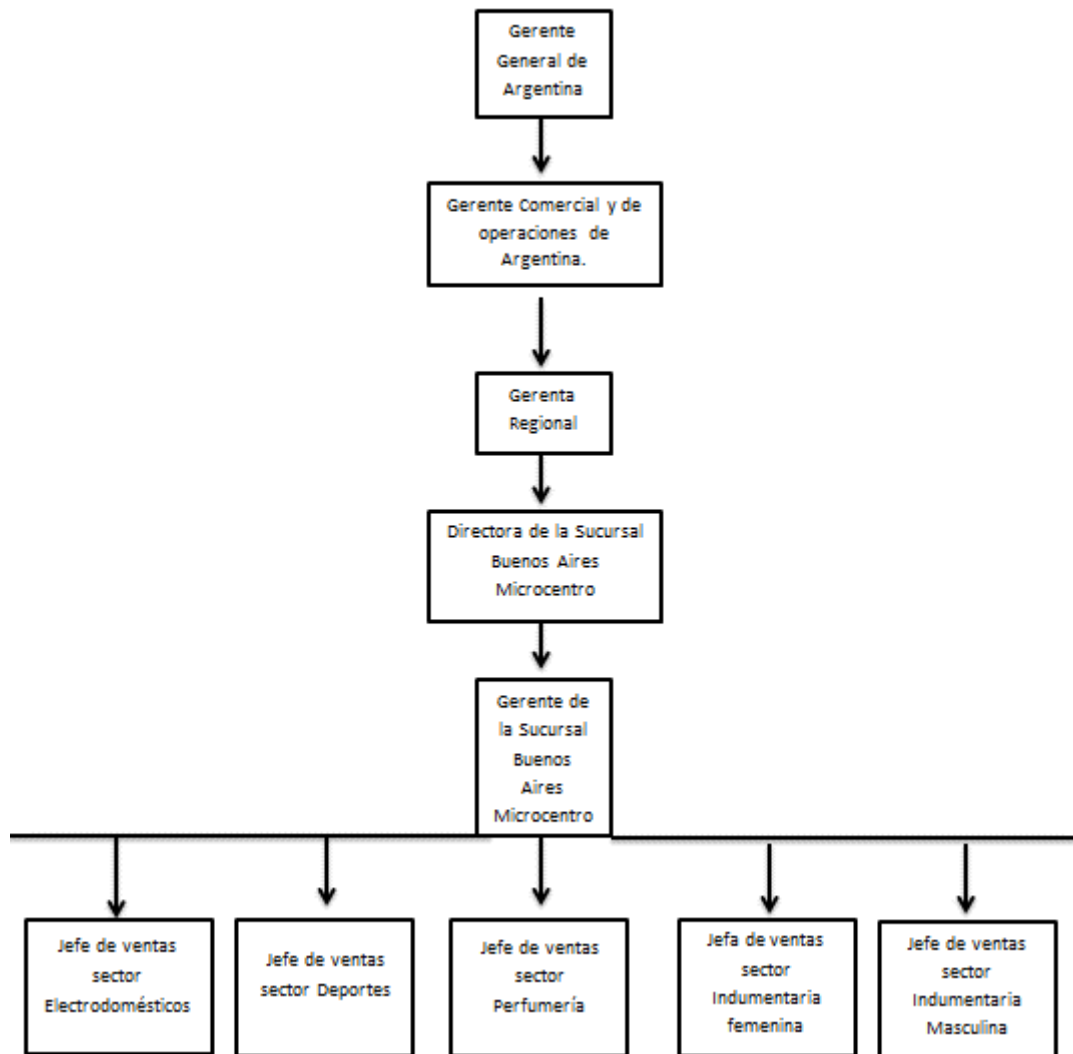 Gerente
General de
Argentina
Gerente Comercial y de
operaciones de
Argentina.
Gerenta
Regional
Directora de la Sucursal
Buenos Aires
Microcentro
Gerente de
la Sucursal
Buenos
Aires
Microcentro
Jefe de ventas
sector
Electrodomésticos
Jefe de ventas
sector Deportes
Jefe de ventas
sector
Perfumería
Jefa de ventas
sector
Indumentaria
femenina
Jefe de ventas
sector
Indumentaria
Masculina